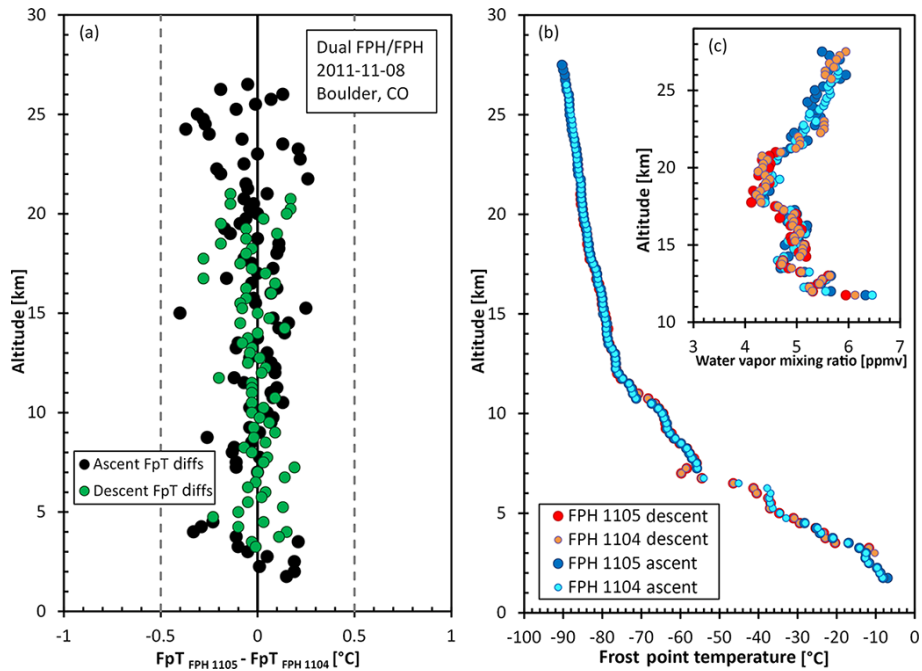 (a)
Dual FPH/FPH
2011-11-08
Boulder, CO
30
25
20
15
10
5
0
Altitude [km]
Ascent FpT diffs
Descent FpT diffs
-1
-0.5
0
0.5
1
FpT FPH 1105 - FpT FPH 1104 [°C]
(b)
30
25
20
15
10
5
0
Altitude [km]
FPH 1105 descent
FPH 1104 descent
FPH 1105 ascent
FPH 1104 ascent
-100 -90 -80 -70 -60 -50 -40 -30 -20 -10 0
Frost point temperature [°C]
(c)
25
20
15
10
Altitude [km]
3 4 5 6 7 8
Water vapor mixing ratio [ppmv]